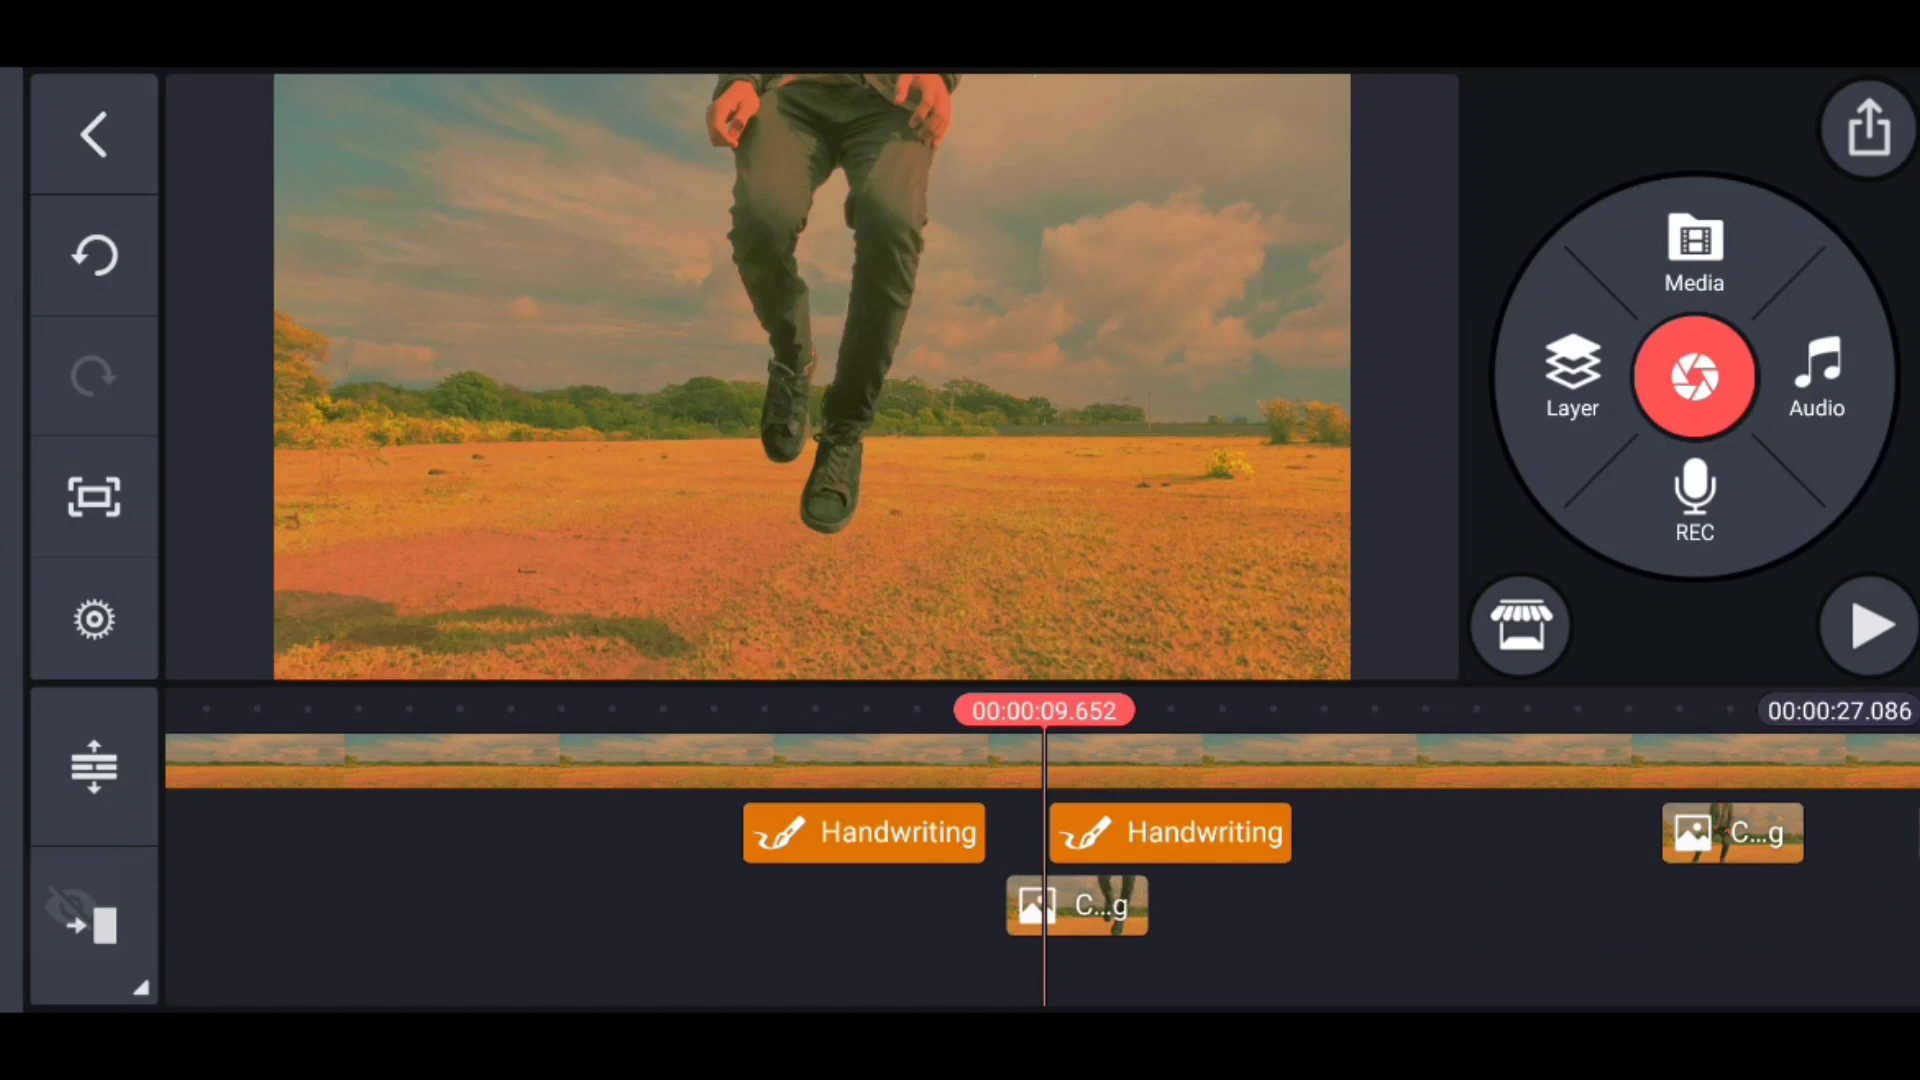 Media
Layer
Audio
REC
00:00:09.652
00:00:27.086
Handwriting
Handwriting
C...g
C...g